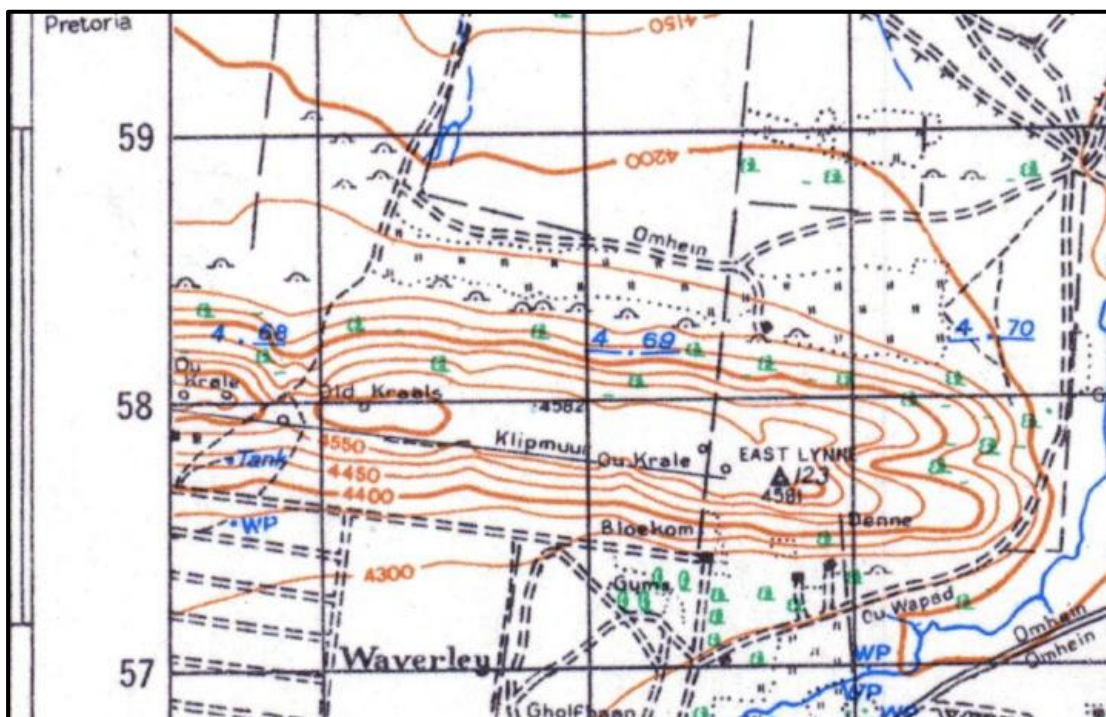 Pretoria
4150
59
4200
Omhein
4 . 68
4 . 69
4 . 70
Ou
Krale
Old Kraals
58
4582
4550
Klipmuur
Ou Krale
EAST LYNNE
123
4581
Tank
4450
4400
WP
Bloekom
Denne
4300
Gums
Ou Wapad
Omhein
Omhein
57
Waverley
WP
WP
WP
Gholfbaan